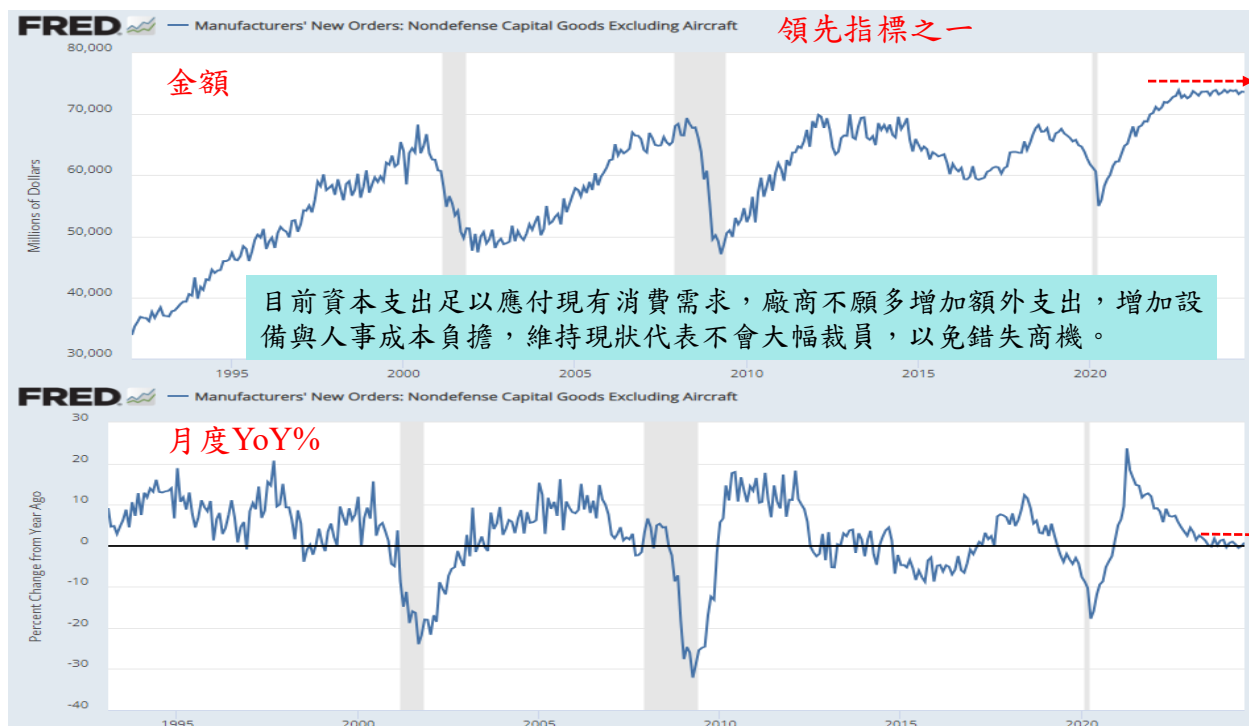 FRED — Manufacturers' New Orders: Nondefense Capital Goods Excluding Aircraft
領先指標之一
金額
80,000
70,000
60,000
50,000
40,000
30,000
Millions of Dollars
目前資本支出足以應付現有消費需求，廠商不願多增加額外支出，增加設
備與人事成本負擔，維持現狀代表不會大幅裁員，以免錯失商機。
1995 2000 2005 2010 2015 2020
FRED — Manufacturers' New Orders: Nondefense Capital Goods Excluding Aircraft
月度YoY%
30
20
10
0
-10
-20
-30
-40
Percent Change from Year Ago
1995 2000 2005 2010 2015 2020